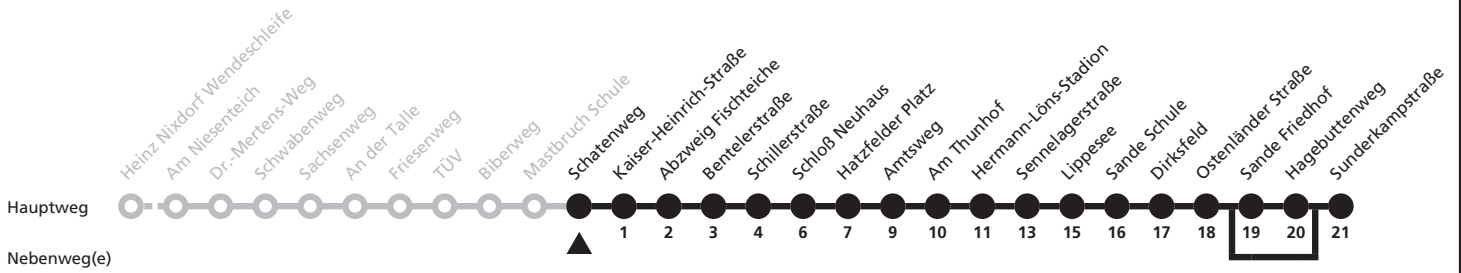 Heinz Nixdorf Wendeschleife
Am Niesenteich
Dr.-Mertens-Weg
Schwabenweg
Sachsenweg
An der Talle
Friesenweg
TÜV
Biberweg
Mastbruch Schule
Schatenweg
Kaiser-Heinrich-Straße
Abzweig Fischteiche
Bentelerstraße
Schillerstraße
Schloß Neuhaus
Hatzfelder Platz
Amtsweg
Am Thunhof
Hermann-Löns-Stadion
Sennelagerstraße
Lippesee
Sande Schule
Dirksfeld
Ostenländer Straße
Sande Friedhof
Hagebuttenweg
Sunderkampstraße
Hauptweg
1 2 3 4 6 7 9 10 11 13 15 16 17 18 19 20 21
Nebenweg(e)